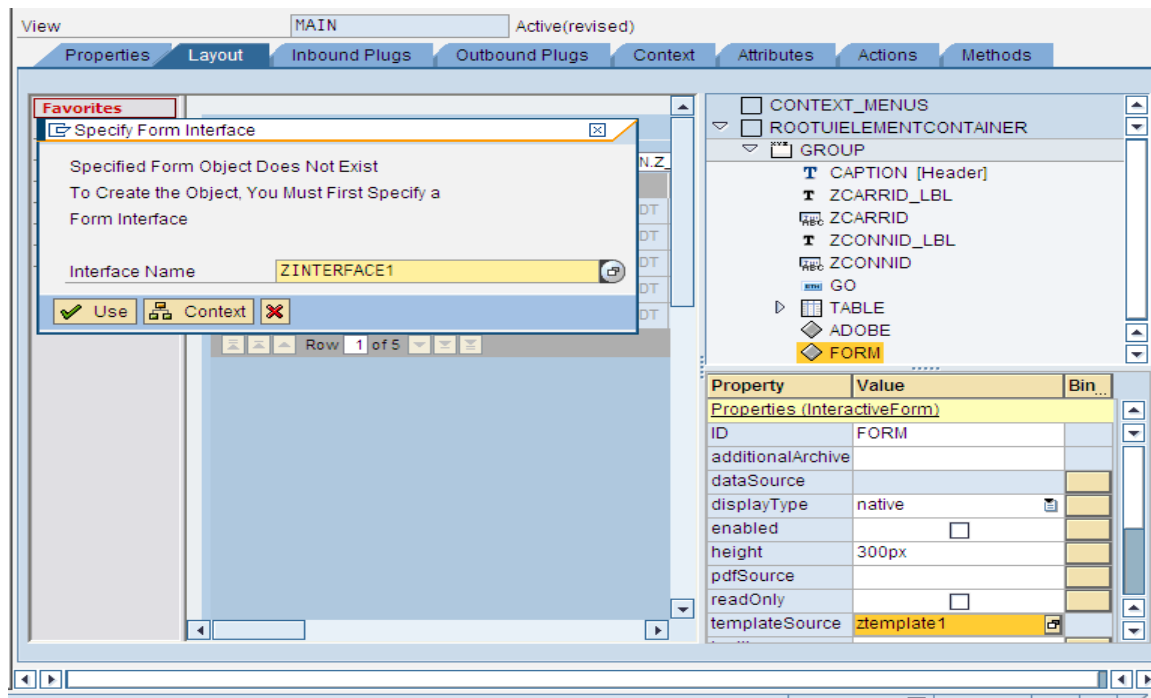 View MAIN Active(revised)
Properties Layout Inbound Plugs Outbound Plugs Context Attributes Actions Methods
Favorites
Specify Form Interface
Specified Form Object Does Not Exist
To Create the Object, You Must First Specify a
Form Interface
Interface Name ZINTERFACE1
Use Context
N.Z_
DT
DT
DT
DT
DT
Row 1 of 5
CONTEXT_MENUS
ROOTUIELEMENTCONTAINER
GROUP
T CAPTION [Header]
T ZCARRID_LBL
ABC ZCARRID
T ZCONNID_LBL
ABC ZCONNID
GO
TABLE
ADOBE
FORM
Property Value Bin...
Properties (InteractiveForm)
ID FORM
additionalArchive
dataSource
displayType native
enabled
height 300px
pdfSource
readOnly
templateSource ztemplate1